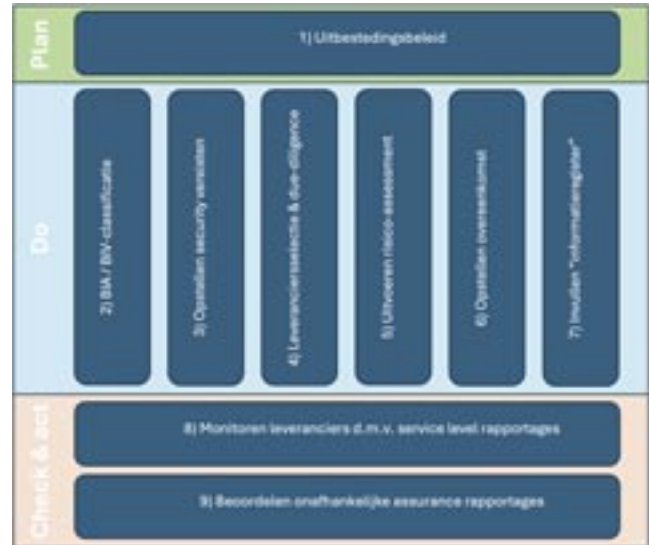 Plan
1) Uitbestedingsbeleid
Do
2) BIA / BIV-classificatie
3) Opstellen security vereisten
4) Leveranciersselectie & due-diligence
5) Uitvoeren risico-assessment
6) Opstellen overeenkomst
7) Invullen "informatieregister"
Check & act
8) Monitoren leveranciers d.m.v. service level rapportages
9) Beoordelen onafhankelijke assurance rapportages